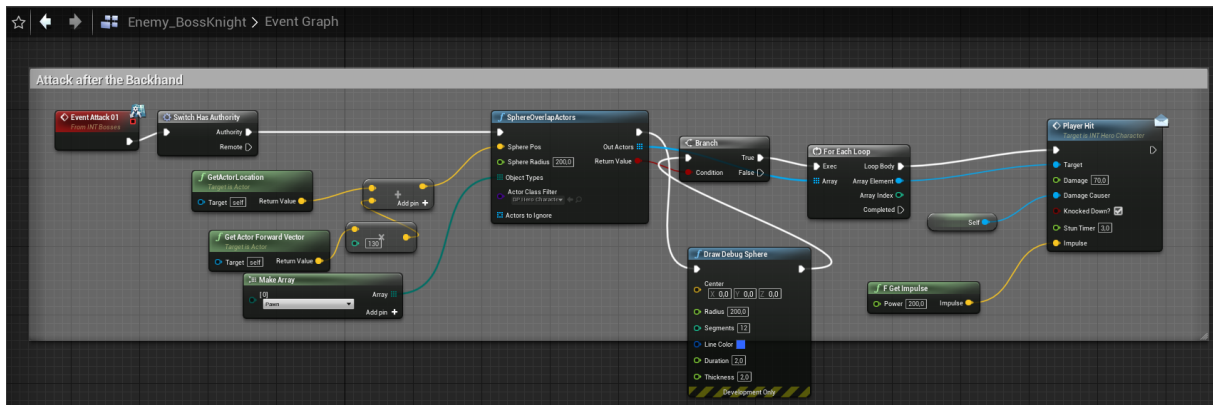 Enemy_BossKnight > Event Graph
Attack after the Backhand
Event Attack 01
From INT Bosses
Switch Has Authority
Authority
Remote
GetActorLocation
Target is Actor
Target self Return Value
Get Actor Forward Vector
Target is Actor
Target self Return Value
+
Add pin +
x
130
Make Array
[0]
Pawn
Array
Add pin +
SphereOverlapActors
Sphere Pos
Out Actors
Sphere Radius 200,0
Return Value
Object Types
Actor Class Filter
BP Hero Character
Actors to Ignore
Branch
True
Condition
False
Draw Debug Sphere
Center
X 0,0 Y 0,0 Z 0,0
Radius 200,0
Segments 12
Line Color
Duration 2,0
Thickness 2,0
Development Only
For Each Loop
Exec
Loop Body
Array
Array Element
Array Index
Completed
Self
F Get Impulse
Power 200,0
Impulse
Player Hit
Target is INT Hero Character
Target
Damage 70,0
Damage Causer
Knocked Down?
Stun Timer 3,0
Impulse